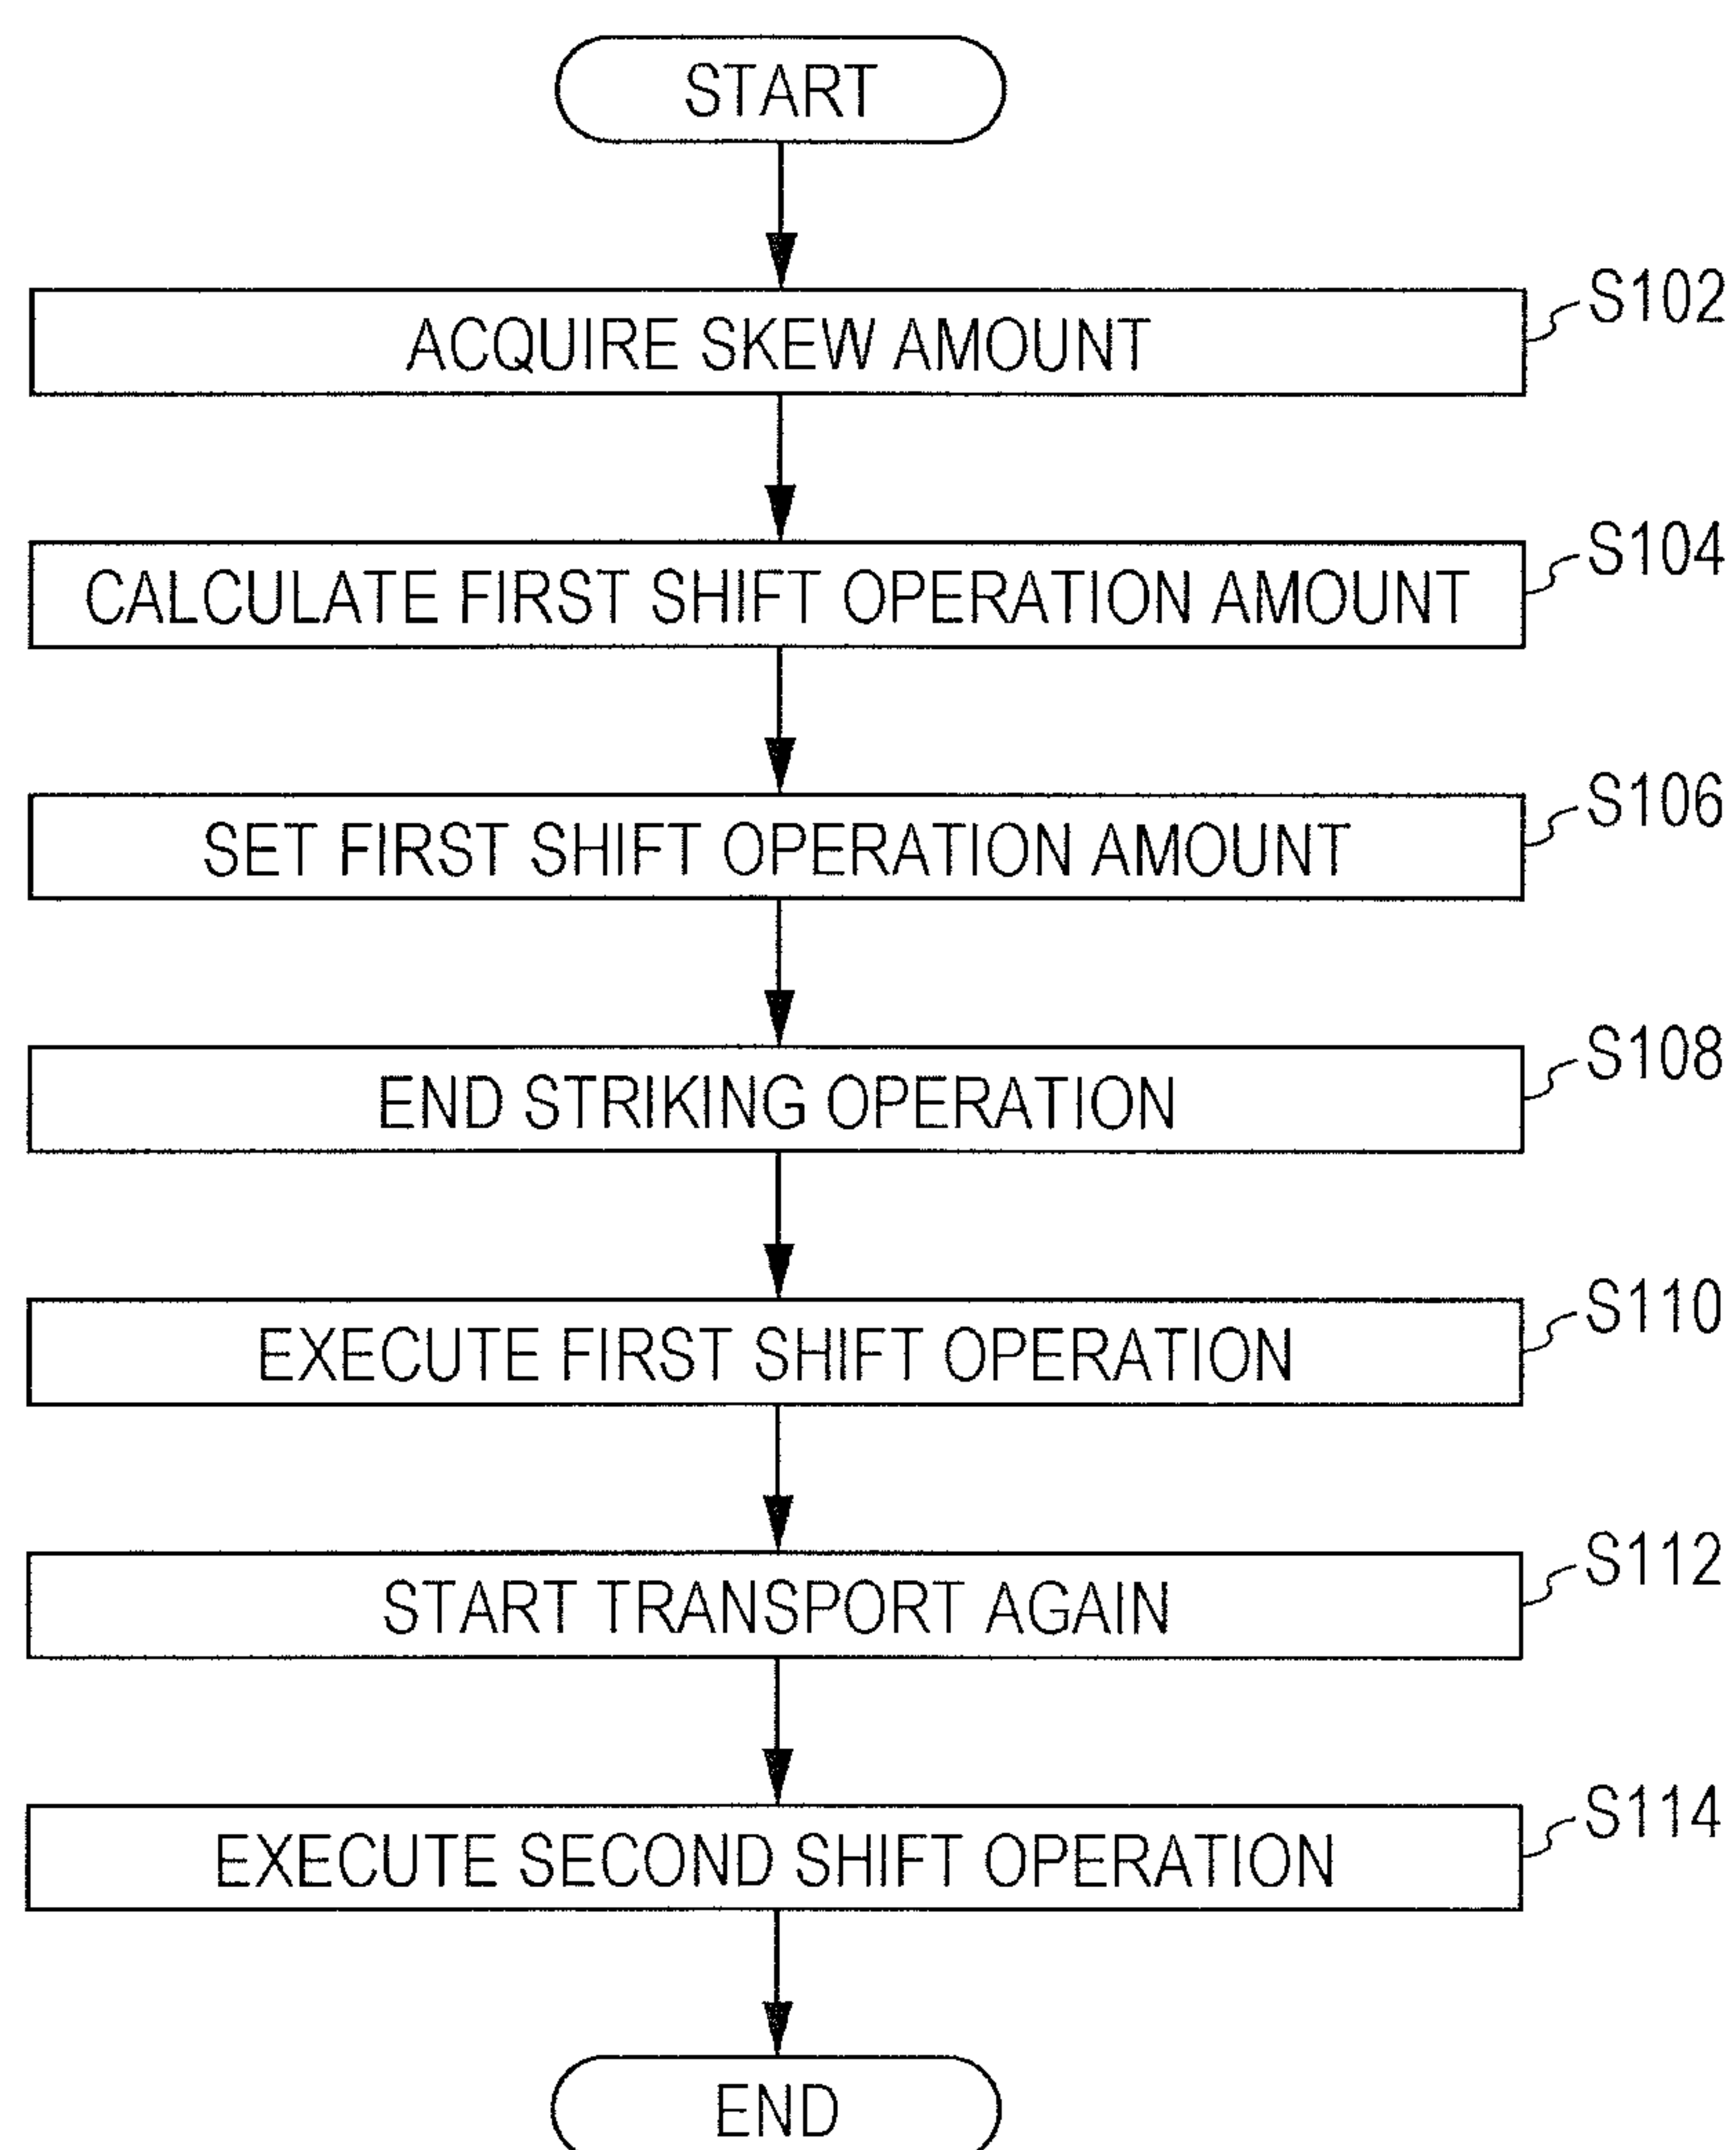 START
S102
ACQUIRE SKEW AMOUNT
S104
CALCULATE FIRST SHIFT OPERATION AMOUNT
S106
SET FIRST SHIFT OPERATION AMOUNT
S108
END STRIKING OPERATION
S110
EXECUTE FIRST SHIFT OPERATION
S112
START TRANSPORT AGAIN
S114
EXECUTE SECOND SHIFT OPERATION
END